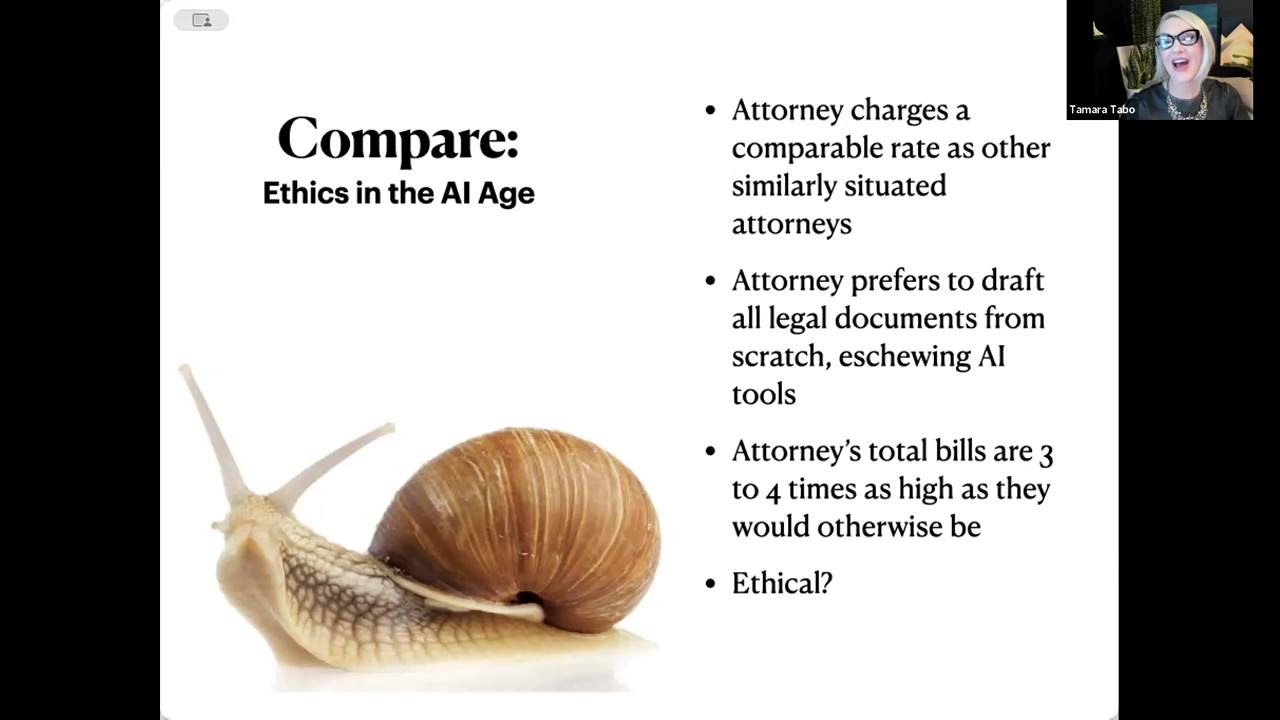 Compare:
Ethics in the AI Age
• Attorney charges a
comparable rate as other
similarly situated
attorneys
• Attorney prefers to draft
all legal documents from
scratch, eschewing AI
tools
• Attorney’s total bills are 3
to 4 times as high as they
would otherwise be
• Ethical?
Tamara Tabo